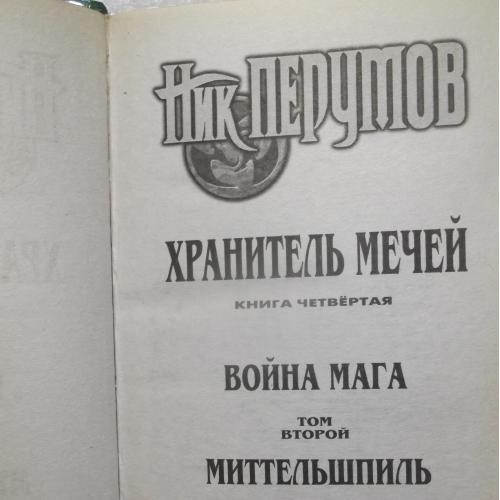 Ник ПЕРУМОВ
ХРАНИТЕЛЬ МЕЧЕЙ
КНИГА ЧЕТВЁРТАЯ
ВОЙНА МАГА
ТОМ
ВТОРОЙ
МИТТЕЛЬШПИЛЬ